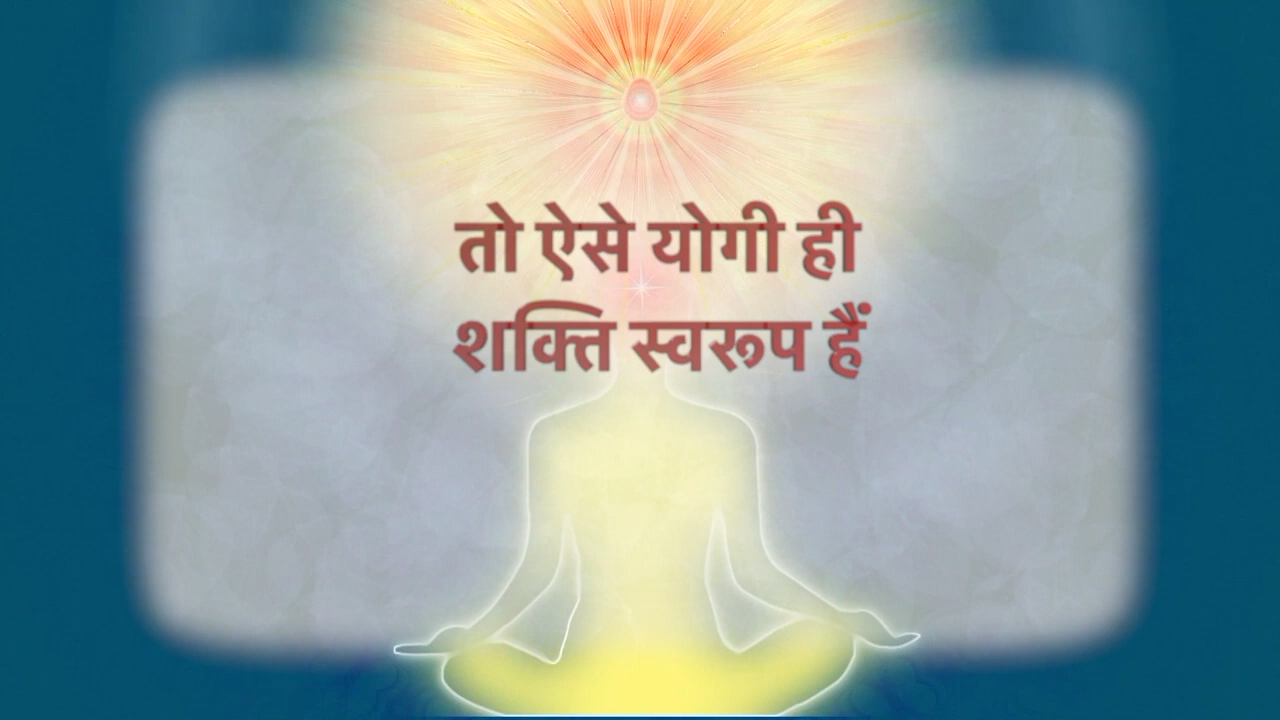 तो ऐसे योगी ही
शक्ति स्वरूप हैं